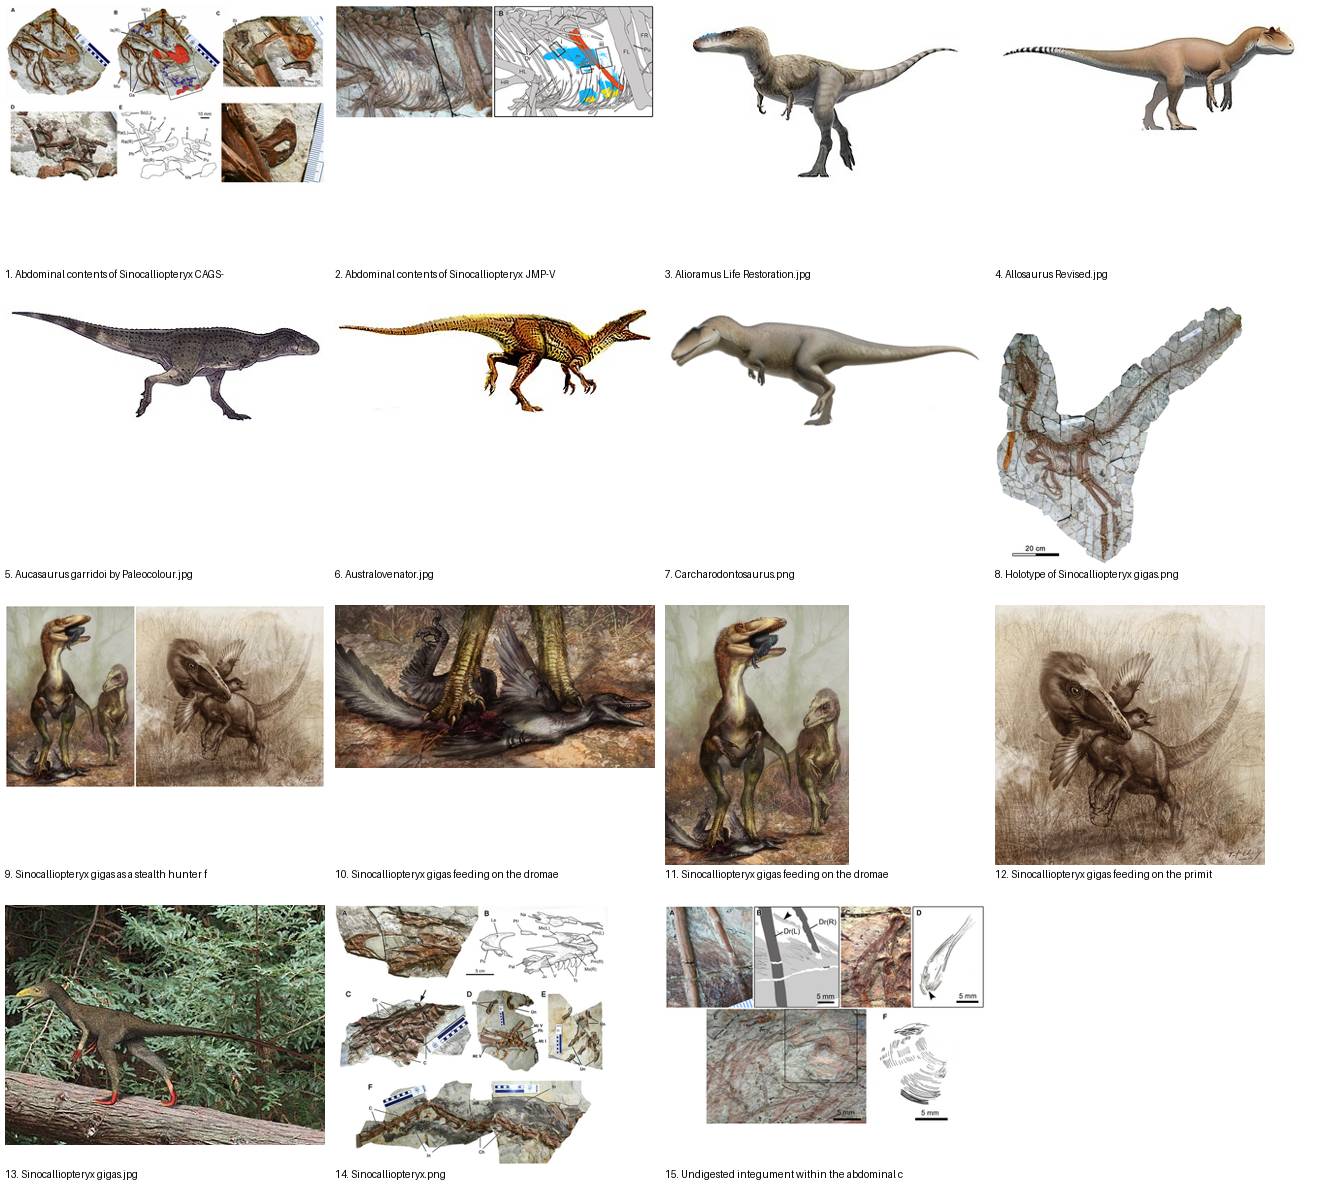 1. Abdominal contents of Sinocalliopteryx CAGS-
2. Abdominal contents of Sinocalliopteryx JMP-V
3. Alioramus Life Restoration.jpg
4. Allosaurus Revised.jpg
5. Aucasaurus garridoi by Paleocolour.jpg
6. Australovenator.jpg
7. Carcharodontosaurus.png
20 cm
8. Holotype of Sinocalliopteryx gigas.png
9. Sinocalliopteryx gigas as a stealth hunter f
10. Sinocalliopteryx gigas feeding on the dromae
11. Sinocalliopteryx gigas feeding on the dromae
12. Sinocalliopteryx gigas feeding on the primit
13. Sinocalliopteryx gigas.jpg
14. Sinocalliopteryx.png
A B D
Dr(R)
Dr(L)
5 mm 5 mm
F
5 mm 5 mm
15. Undigested integument within the abdominal c